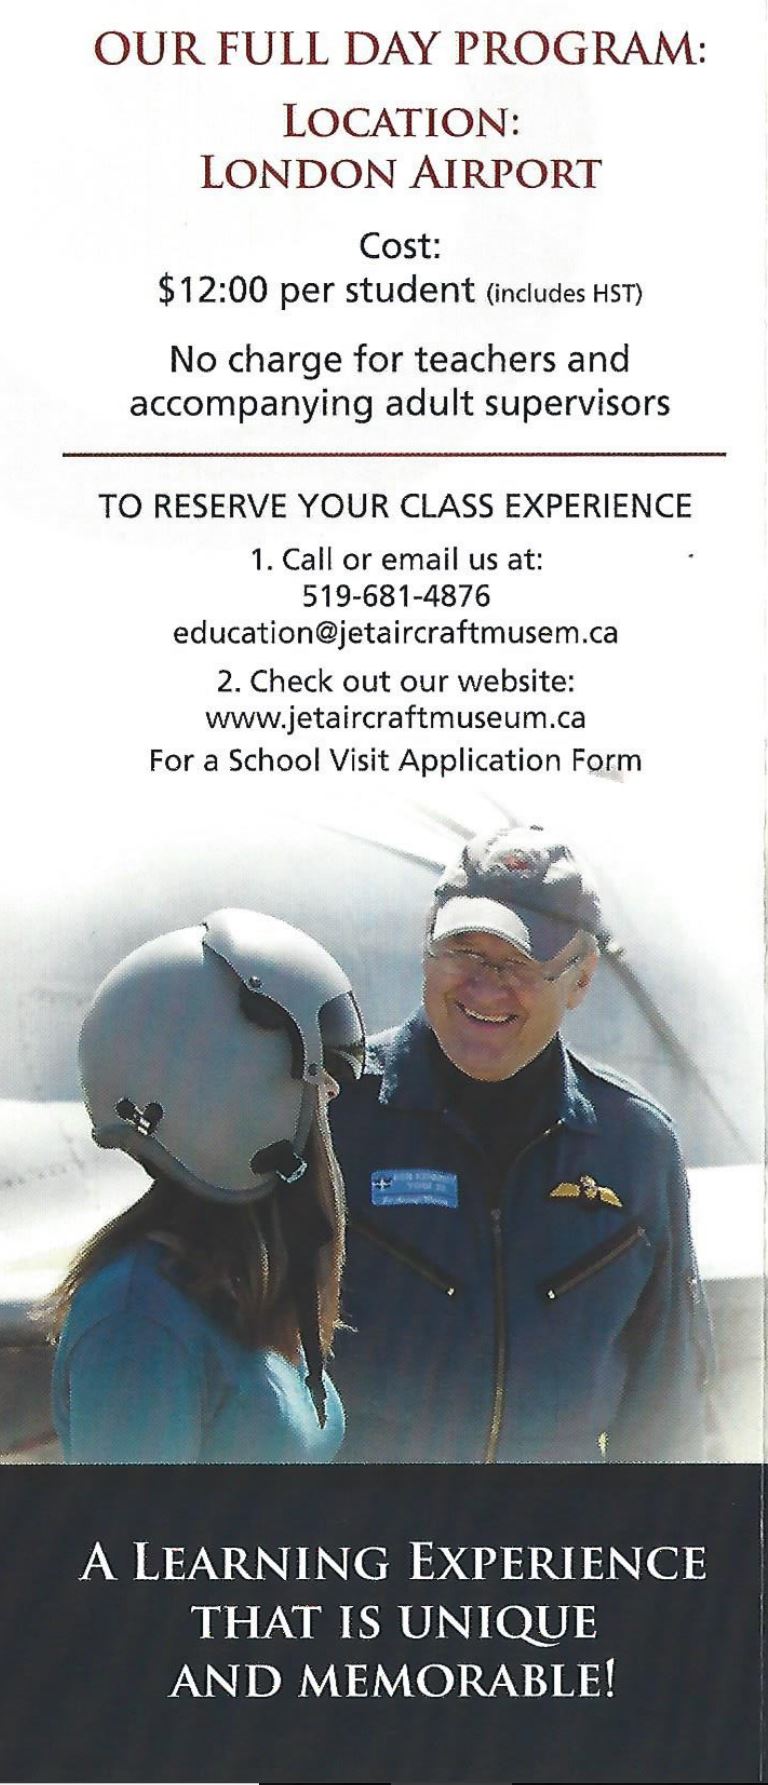 OUR FULL DAY PROGRAM:
LOCATION:
LONDON AIRPORT
Cost:
$12:00 per student (includes HST)
No charge for teachers and
accompanying adult supervisors
TO RESERVE YOUR CLASS EXPERIENCE
1. Call or email us at:
519-681-4876
education@jetaircraftmusem.ca
2. Check out our website:
www.jetaircraftmuseum.ca
For a School Visit Application Form
A LEARNING EXPERIENCE
THAT IS UNIQUE
AND MEMORABLE!